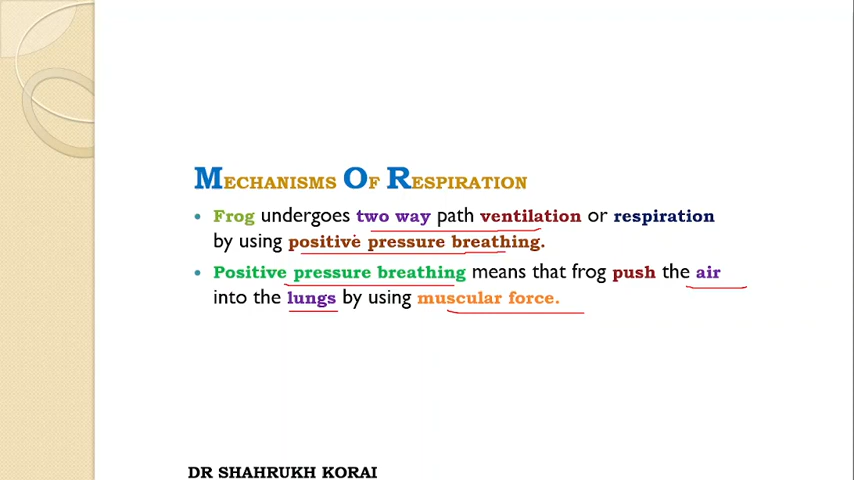 MECHANISMS OF RESPIRATION
Frog undergoes two way path ventilation or respiration
by using positive pressure breathing.
Positive pressure breathing means that frog push the air
into the lungs by using muscular force.
DR SHAHRUKH KORAI